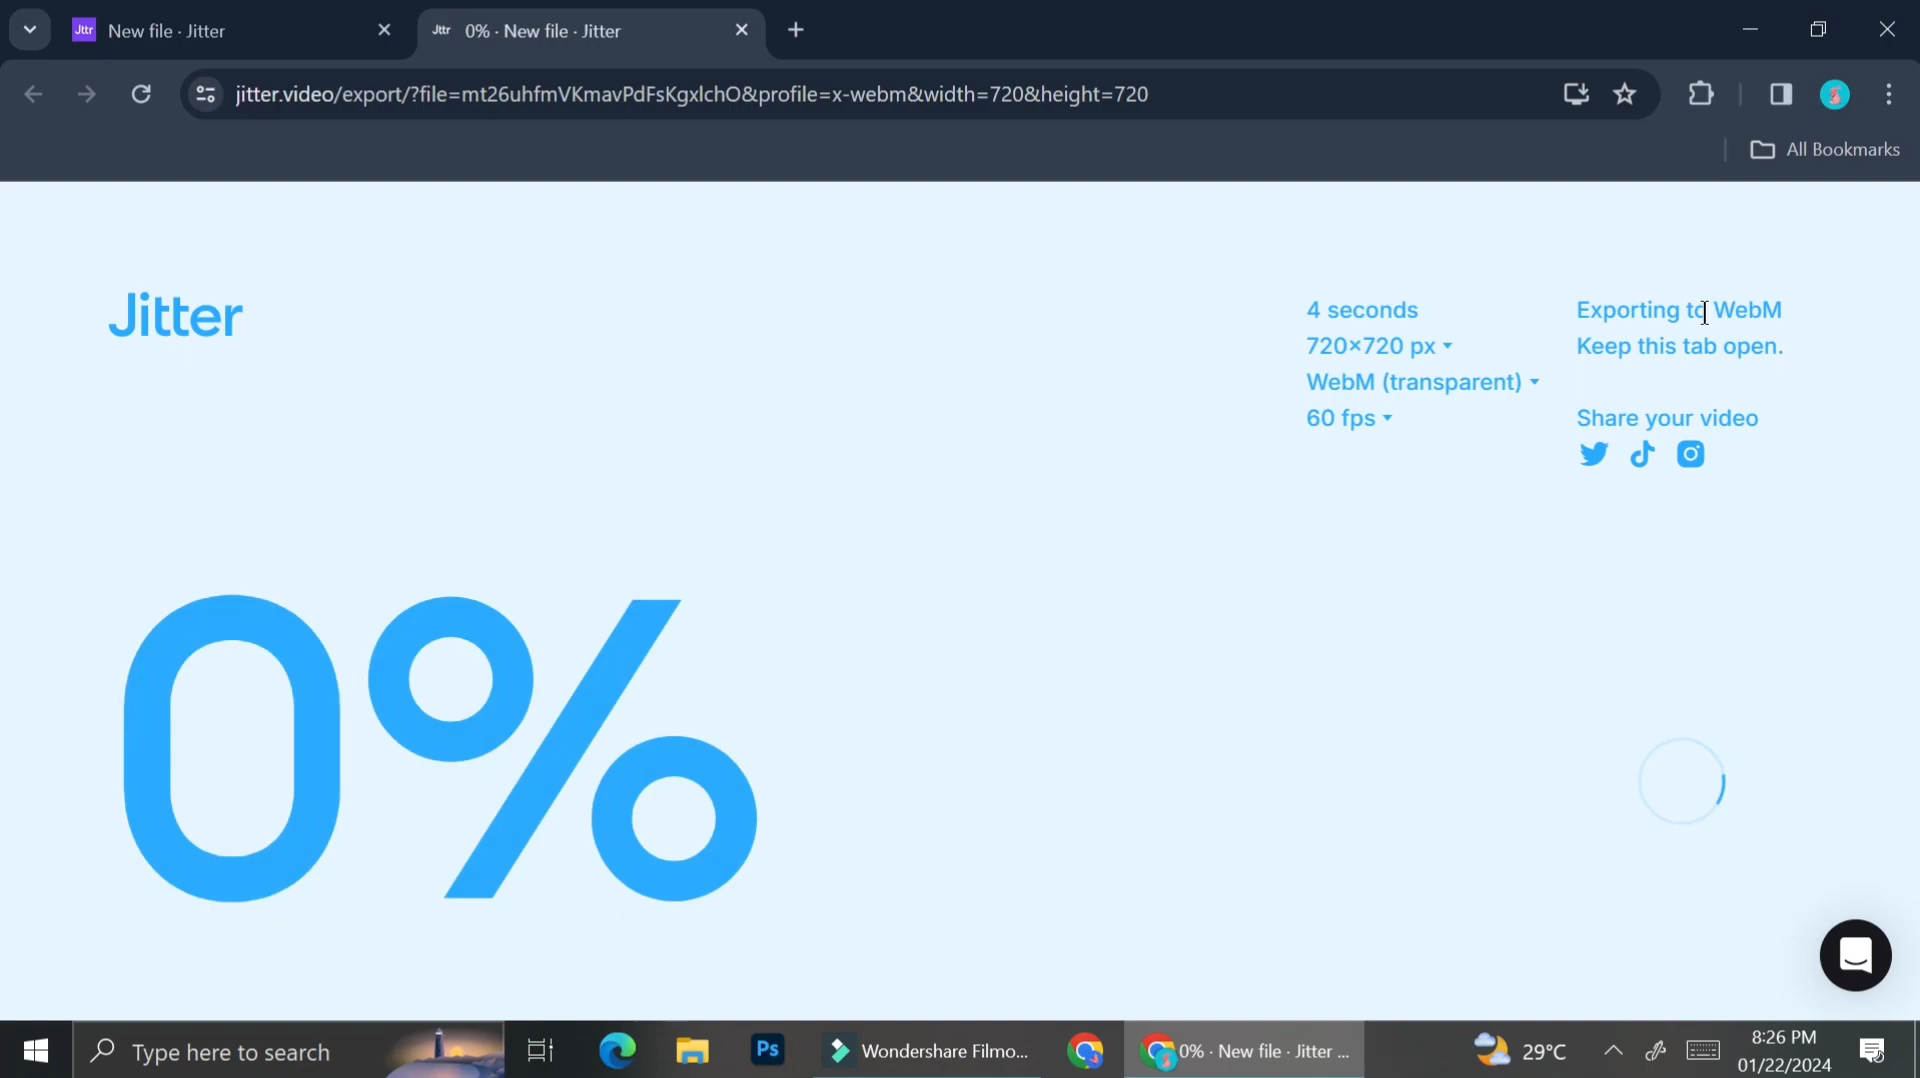 Jttr New file · Jitter
Jttr 0% · New file · Jitter
jitter.video/export/?file=mt26uhfmVKmavPdFsKgxlchO&profile=x-webm&width=720&height=720
All Bookmarks
Jitter
4 seconds
720×720 px
WebM (transparent)
60 fps
Exporting to WebM
Keep this tab open.
Share your video
0%
Type here to search
Ps
Wondershare Filmo...
0% · New file · Jitter ...
29°C
8:26 PM
01/22/2024